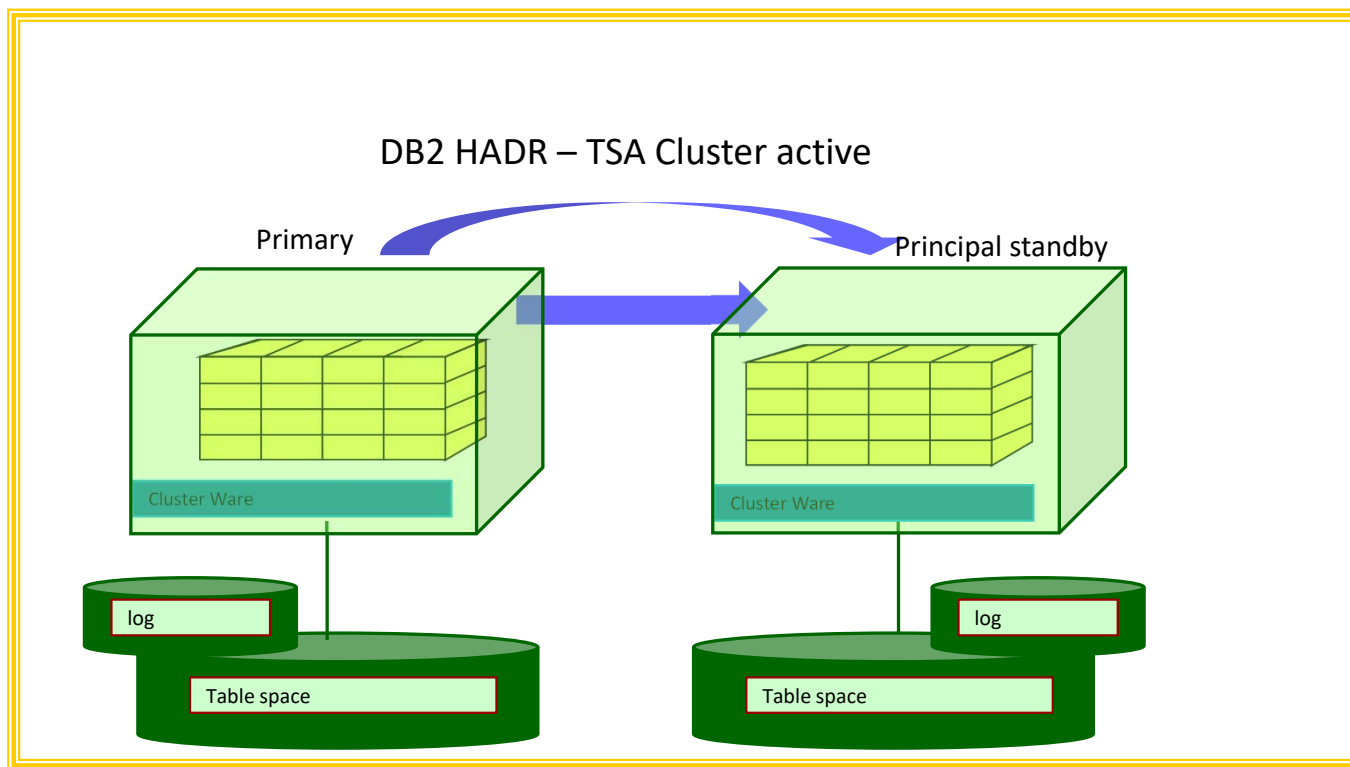 DB2 HADR – TSA Cluster active
Primary
Principal standby
Cluster Ware
Cluster Ware
log
log
Table space
Table space